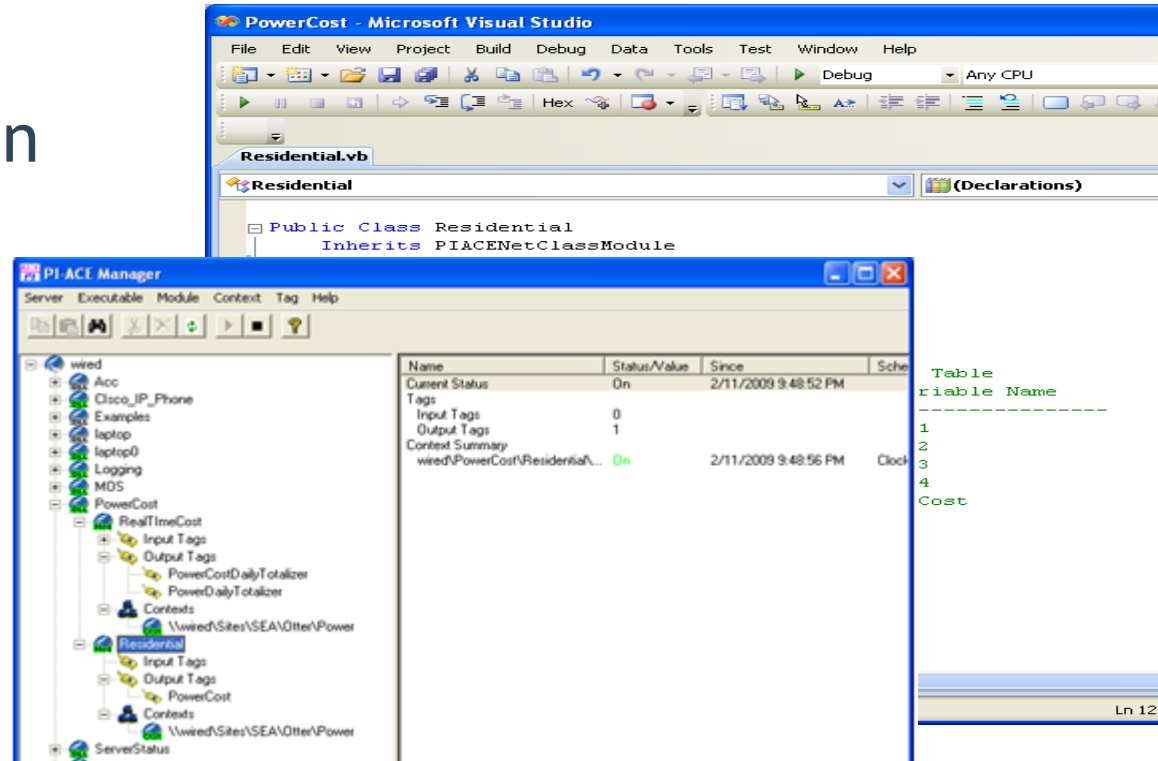 n
PowerCost - Microsoft Visual Studio
File Edit View Project Build Debug Data Tools Test Window Help
Debug Any CPU
Hex
Residential.vb
Residential (Declarations)
Public Class Residential
Inherits PIACENetClassModule
Table
riable Name
---------------
1
2
3
4
Cost
Ln 12
PI-ACE Manager
Server Executable Module Context Tag Help
wired
Acc
CIsco_IP_Phone
Examples
laptop
laptop0
Logging
MDS
PowerCost
RealTImeCost
Input Tags
Output Tags
PowerCostDailyTotalizer
PowerDailyTotalizer
Contexts
\\wired\Sites\SEA\Otter\Power
Residential
Input Tags
Output Tags
PowerCost
Contexts
\\wired\Sites\SEA\Otter\Power
ServerStatus
Name Status/Value Since Sche
Current Status On 2/11/2009 9:48:52 PM
Tags
Input Tags 0
Output Tags 1
Context Summary
wired\PowerCost\Residential\... On 2/11/2009 9:48:56 PM Clock